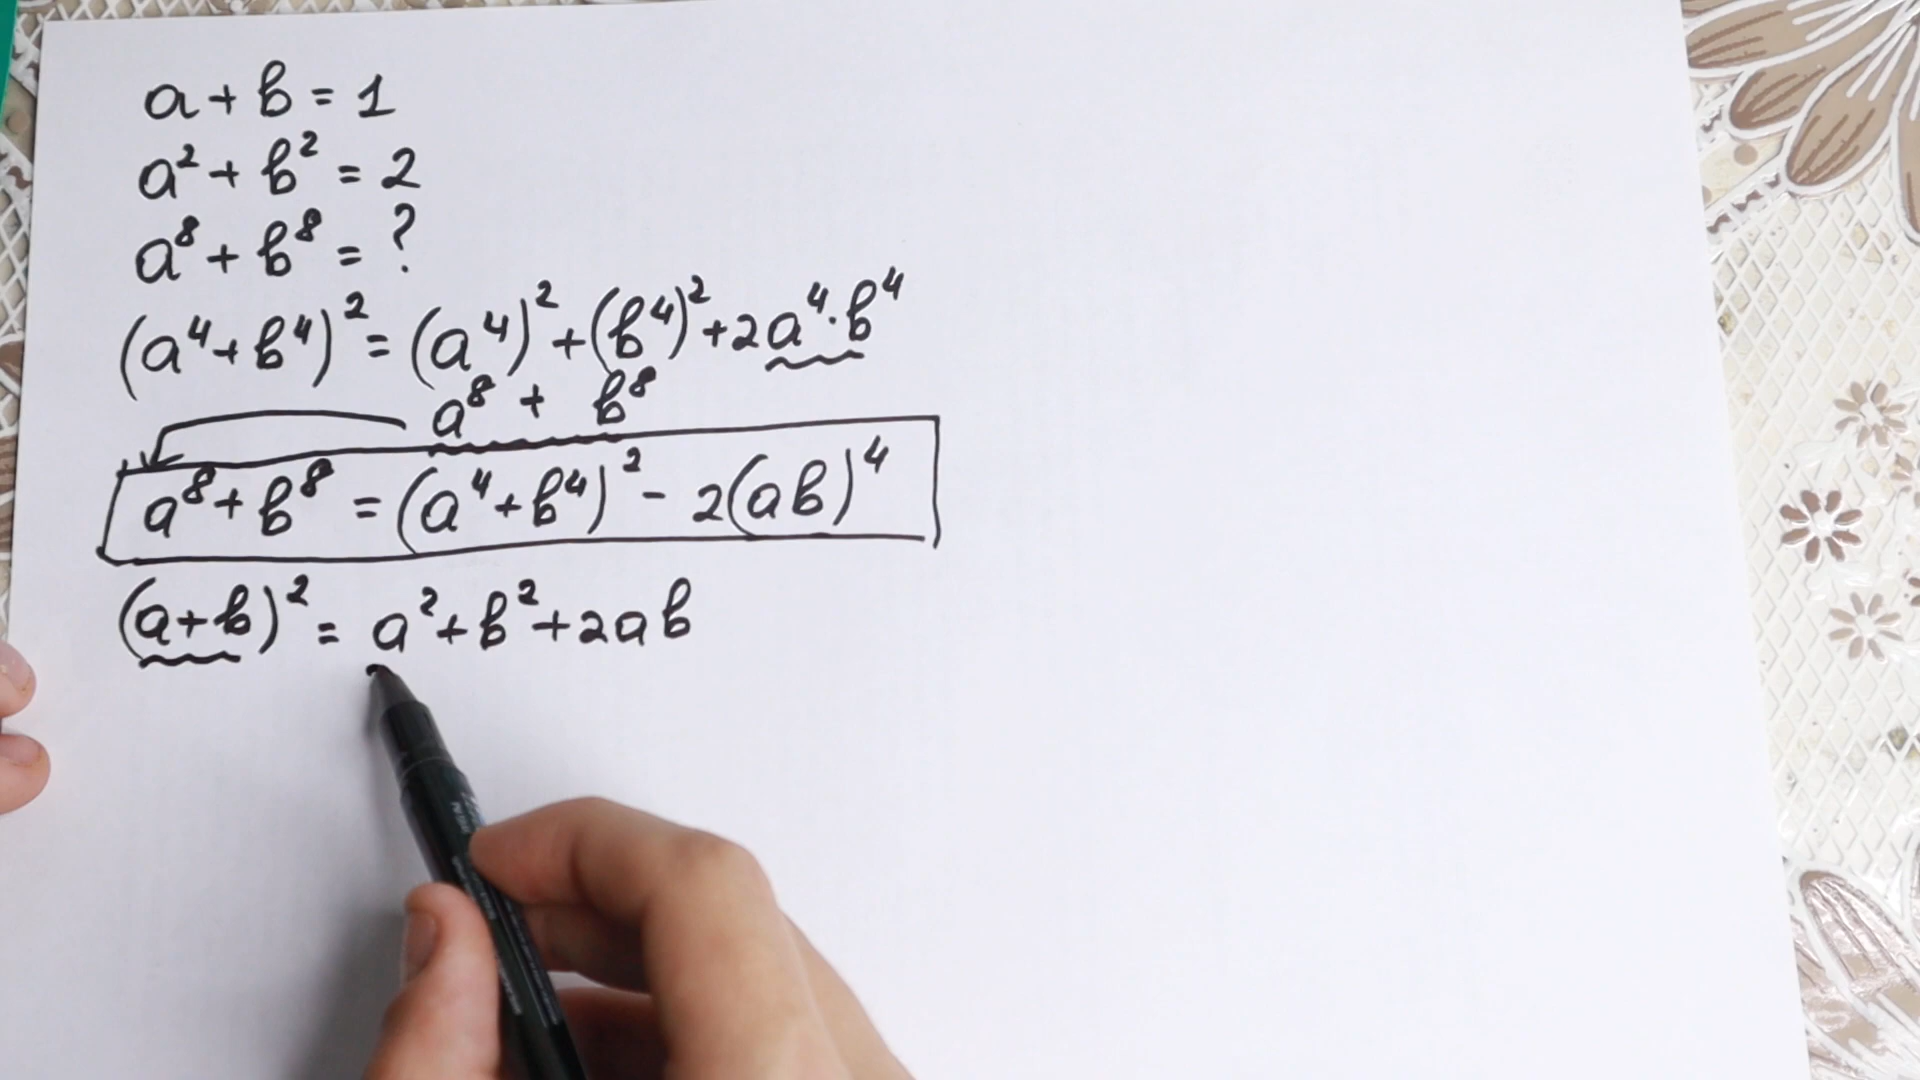 a + b = 1
a² + b² = 2
a⁸ + b⁸ = ?
(a⁴+b⁴)² = (a⁴)² + (b⁴)² + 2a⁴·b⁴
a⁸ + b⁸
a⁸ + b⁸ = (a⁴ + b⁴)² - 2(ab)⁴
(a+b)² = a² + b² + 2ab